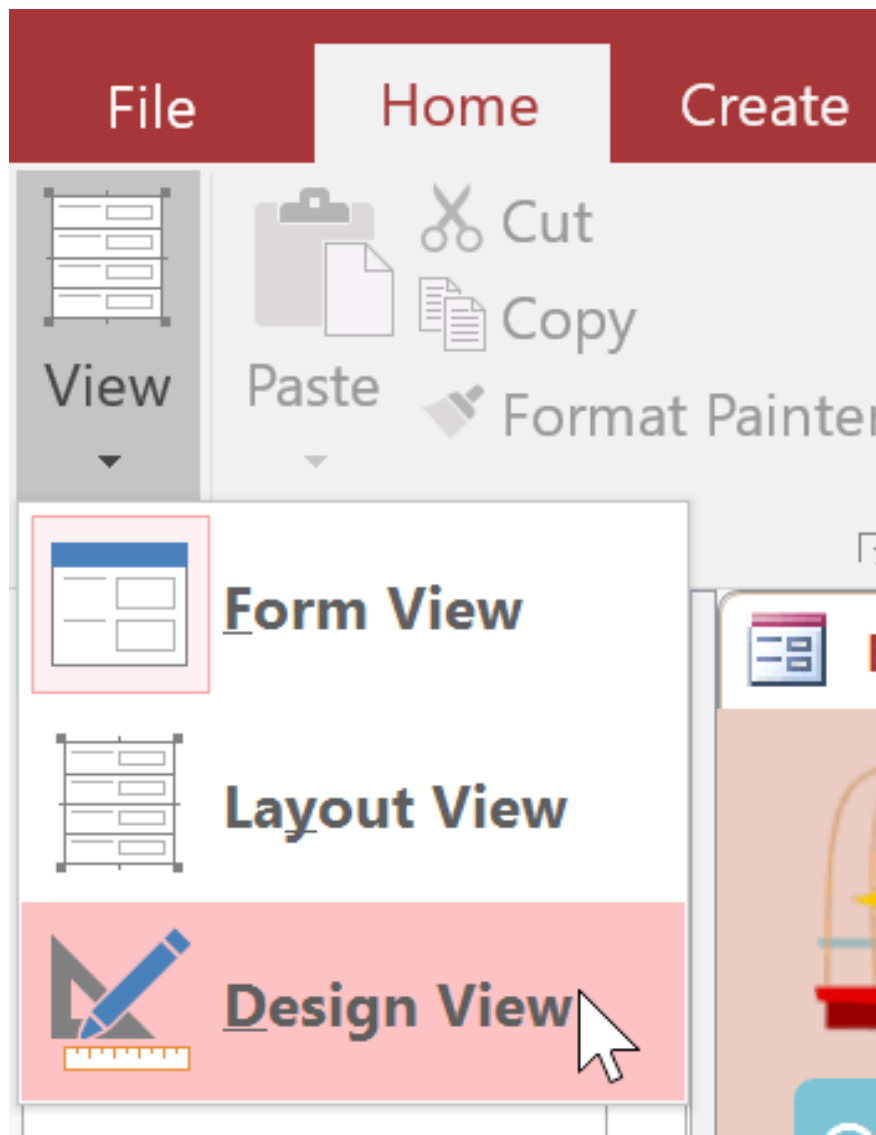 File Home Create
Cut
Copy
View Paste
Format Painter
Form View
Layout View
Design View